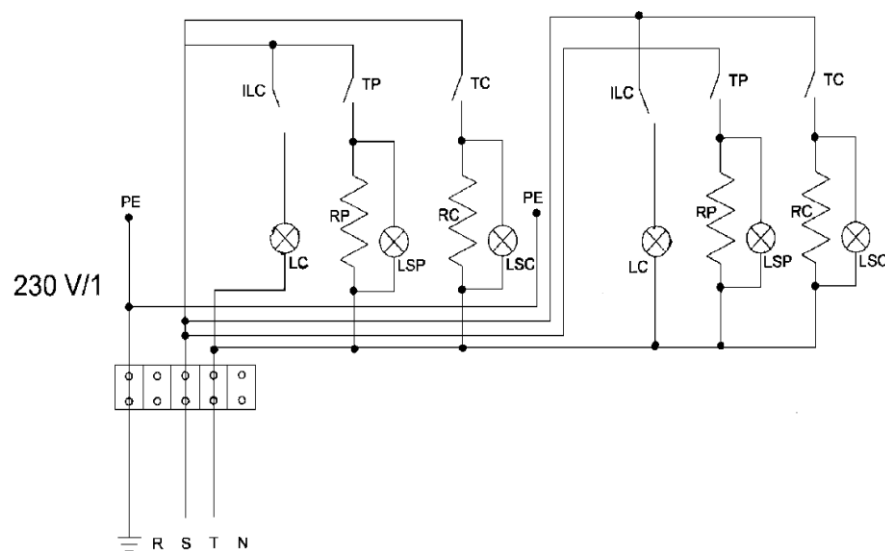 ILC
TP
TC
ILC
TP
TC
PE
RP
RC
PE
RP
RC
LC
LSP
LSC
LC
LSP
LSC
230 V/1
R S T N